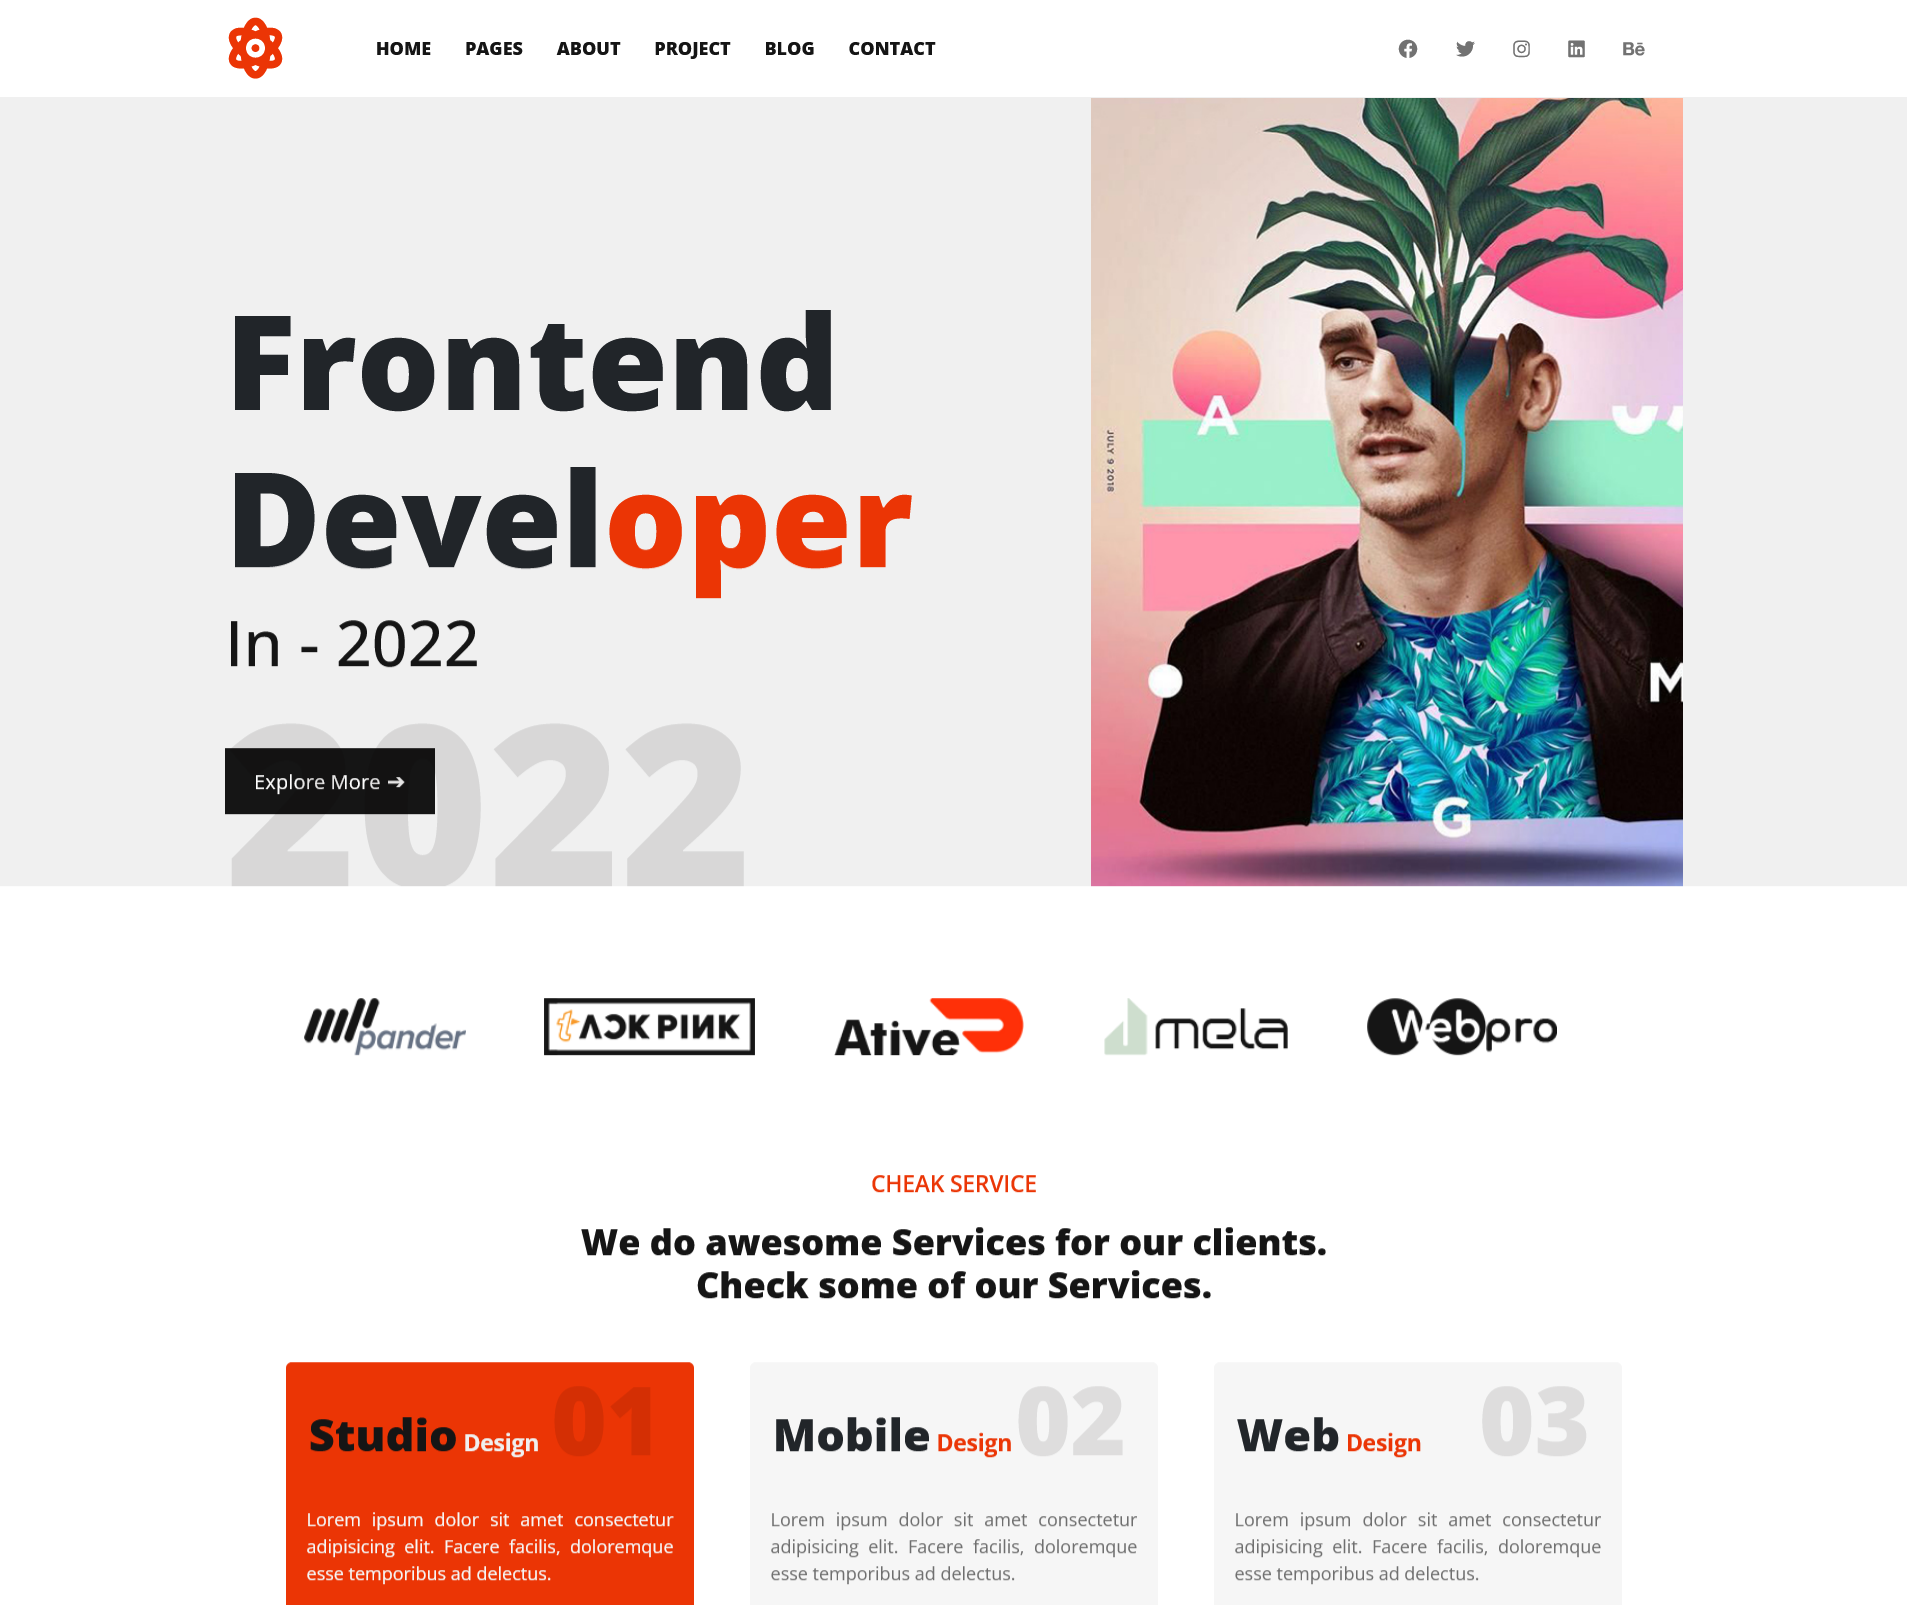 HOME PAGES ABOUT PROJECT BLOG CONTACT Bē
Frontend
Developer
In - 2022
2022
Explore More ➔
A
JULY 9 2018
M
G
pander
tΛƆK PIИK
Ative
mela
Webpro
CHEAK SERVICE
We do awesome Services for our clients.
Check some of our Services.
Studio Design 01
Lorem ipsum dolor sit amet consectetur
adipisicing elit. Facere facilis, doloremque
esse temporibus ad delectus.
Mobile Design 02
Lorem ipsum dolor sit amet consectetur
adipisicing elit. Facere facilis, doloremque
esse temporibus ad delectus.
Web Design 03
Lorem ipsum dolor sit amet consectetur
adipisicing elit. Facere facilis, doloremque
esse temporibus ad delectus.